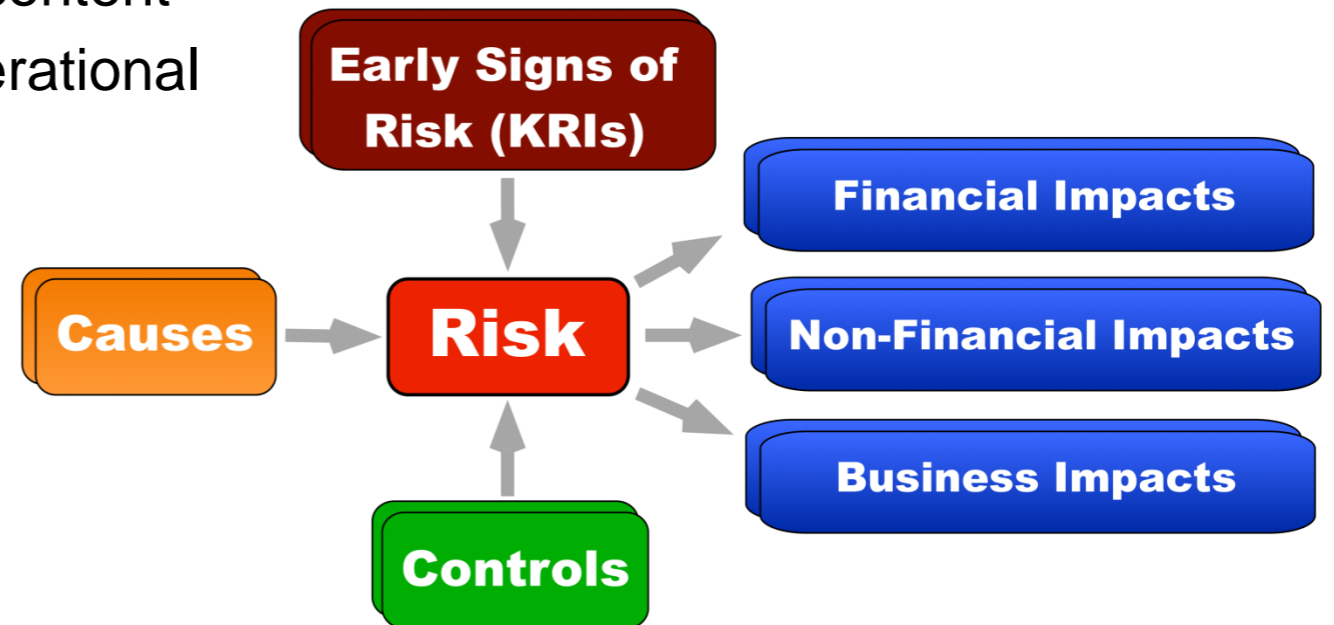 erational
Early Signs of
Risk (KRIs)
Financial Impacts
Causes
Risk
Non-Financial Impacts
Business Impacts
Controls